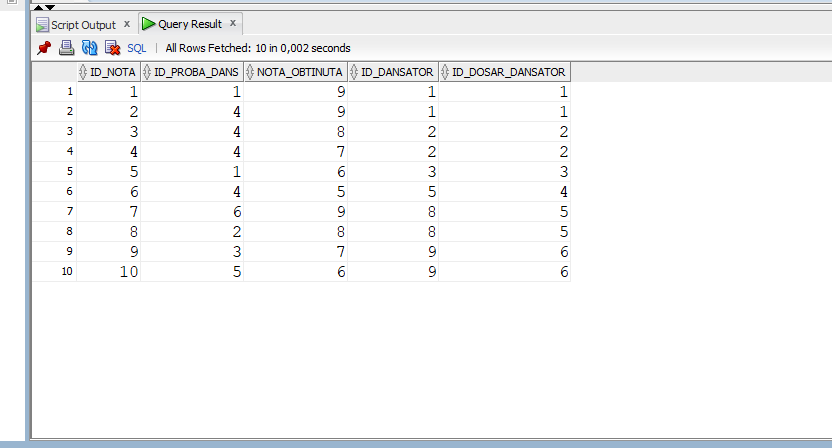 Script Output x Query Result x
SQL | All Rows Fetched: 10 in 0,002 seconds
ID_NOTA ID_PROBA_DANS NOTA_OBTINUTA ID_DANSATOR ID_DOSAR_DANSATOR
1 1 1 9 1 1
2 2 4 9 1 1
3 3 4 8 2 2
4 4 4 7 2 2
5 5 1 6 3 3
6 6 4 5 5 4
7 7 6 9 8 5
8 8 2 8 8 5
9 9 3 7 9 6
10 10 5 6 9 6